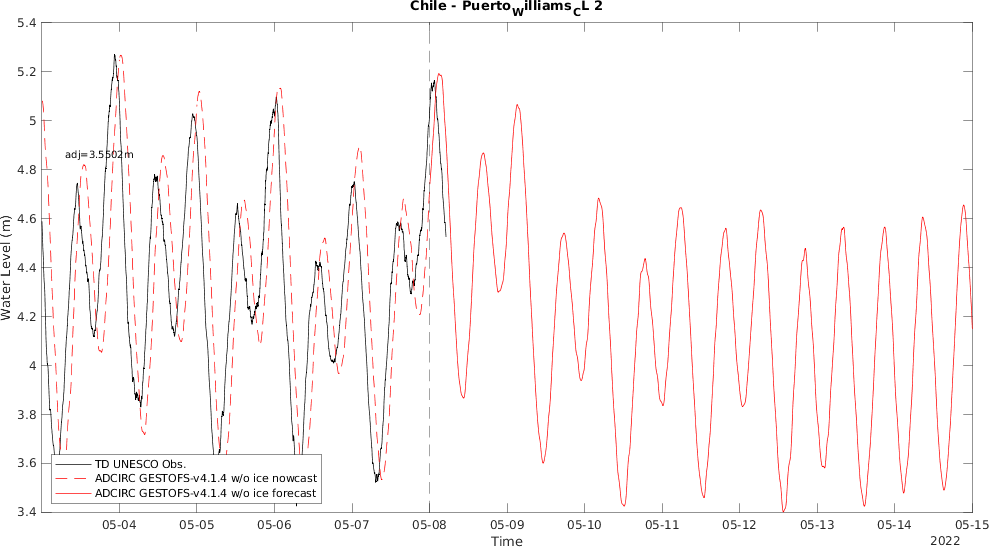 Chile - PuertoWilliamsCL 2
5.4
5.2
5
4.8
4.6
4.4
4.2
4
3.8
3.6
3.4
Water Level (m)
adj=3.5502m
TD UNESCO Obs.
ADCIRC GESTOFS-v4.1.4 w/o ice nowcast
ADCIRC GESTOFS-v4.1.4 w/o ice forecast
05-04 05-05 05-06 05-07 05-08 05-09 05-10 05-11 05-12 05-13 05-14 05-15
Time
2022